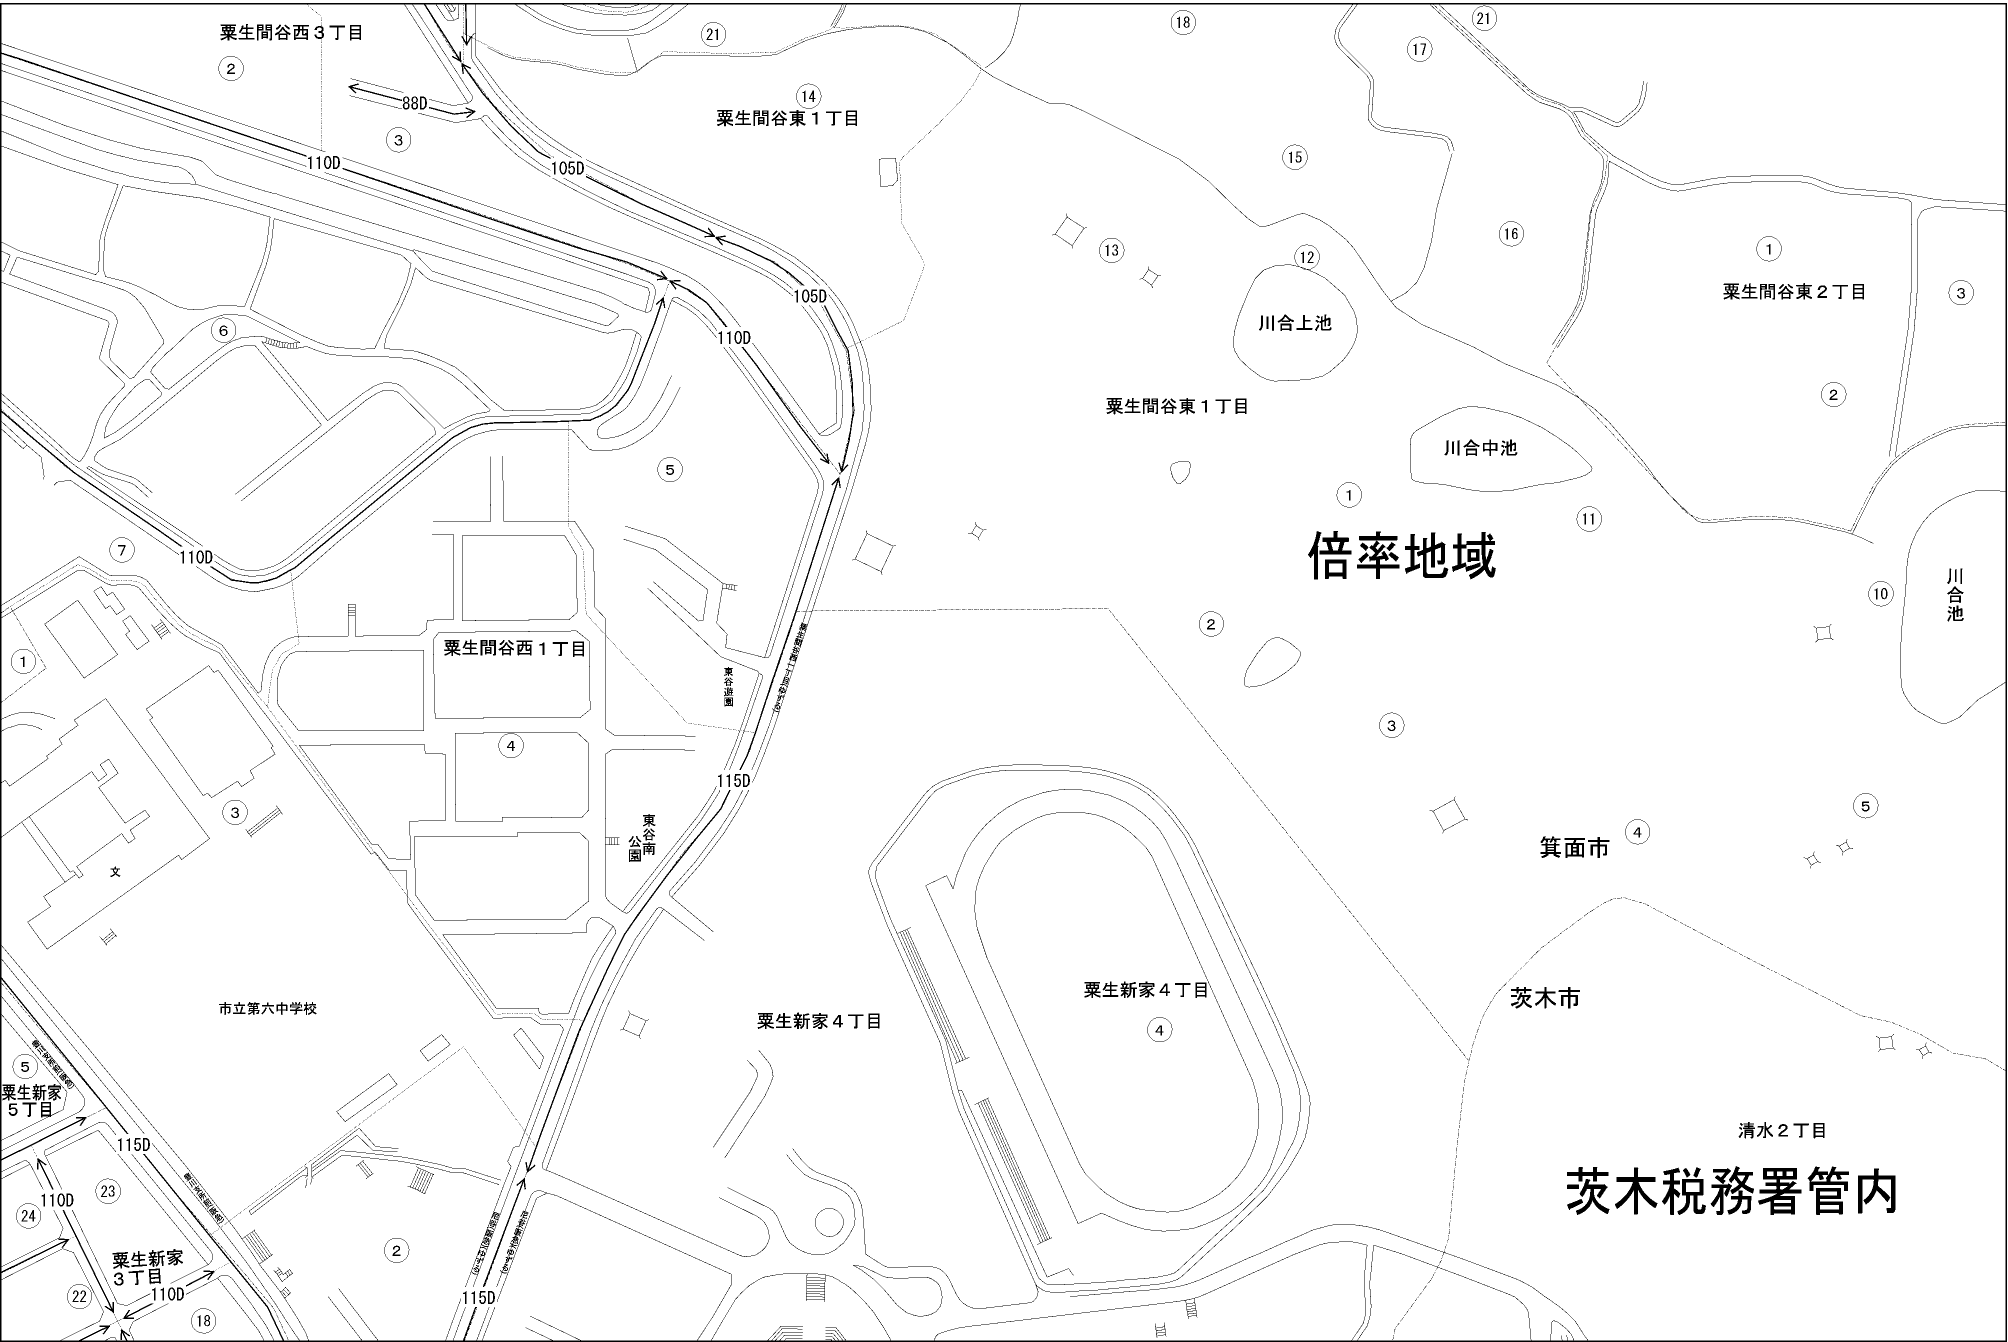 粟生間谷西３丁目
②
88D
③
110D
105D
㉑
⑭
粟生間谷東１丁目
⑱
⑰
㉑
⑮
⑯
⑬
⑫
川合上池
①
粟生間谷東２丁目
③
②
105D
110D
⑥
粟生間谷東１丁目
川合中池
⑤
①
⑪
倍率地域
⑦
110D
⑩
川合池
②
粟生間谷西１丁目
①
東谷遊園
③
④
115D
③
東谷南
公園
文
箕面市
④
⑤
市立第六中学校
粟生新家４丁目
粟生新家４丁目
④
茨木市
⑤
粟生新家
５丁目
115D
清水２丁目
茨木税務署管内
110D
㉓
㉔
粟生新家
３丁目
②
㉒
110D
⑱
115D